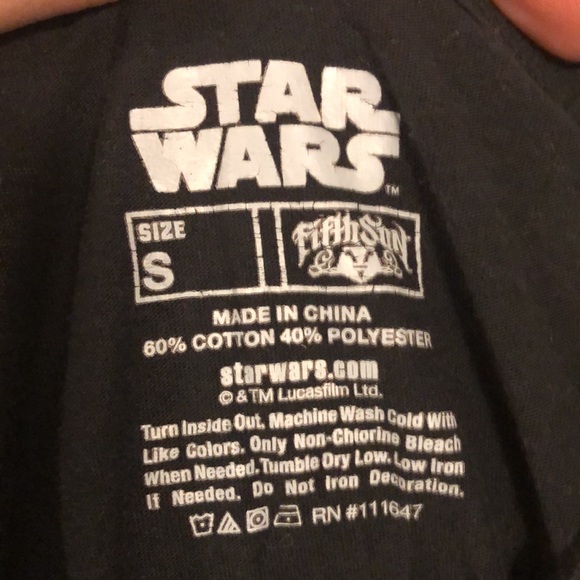 STAR
WARS
TM
SIZE
S
Fifth Sun
MADE IN CHINA
60% COTTON 40% POLYESTER
starwars.com
© & TM Lucasfilm Ltd.
Turn Inside Out. Machine Wash Cold With
Like Colors. Only Non-Chlorine Bleach
When Needed. Tumble Dry Low. Low Iron
If Needed. Do Not Iron Decoration.
RN #111647